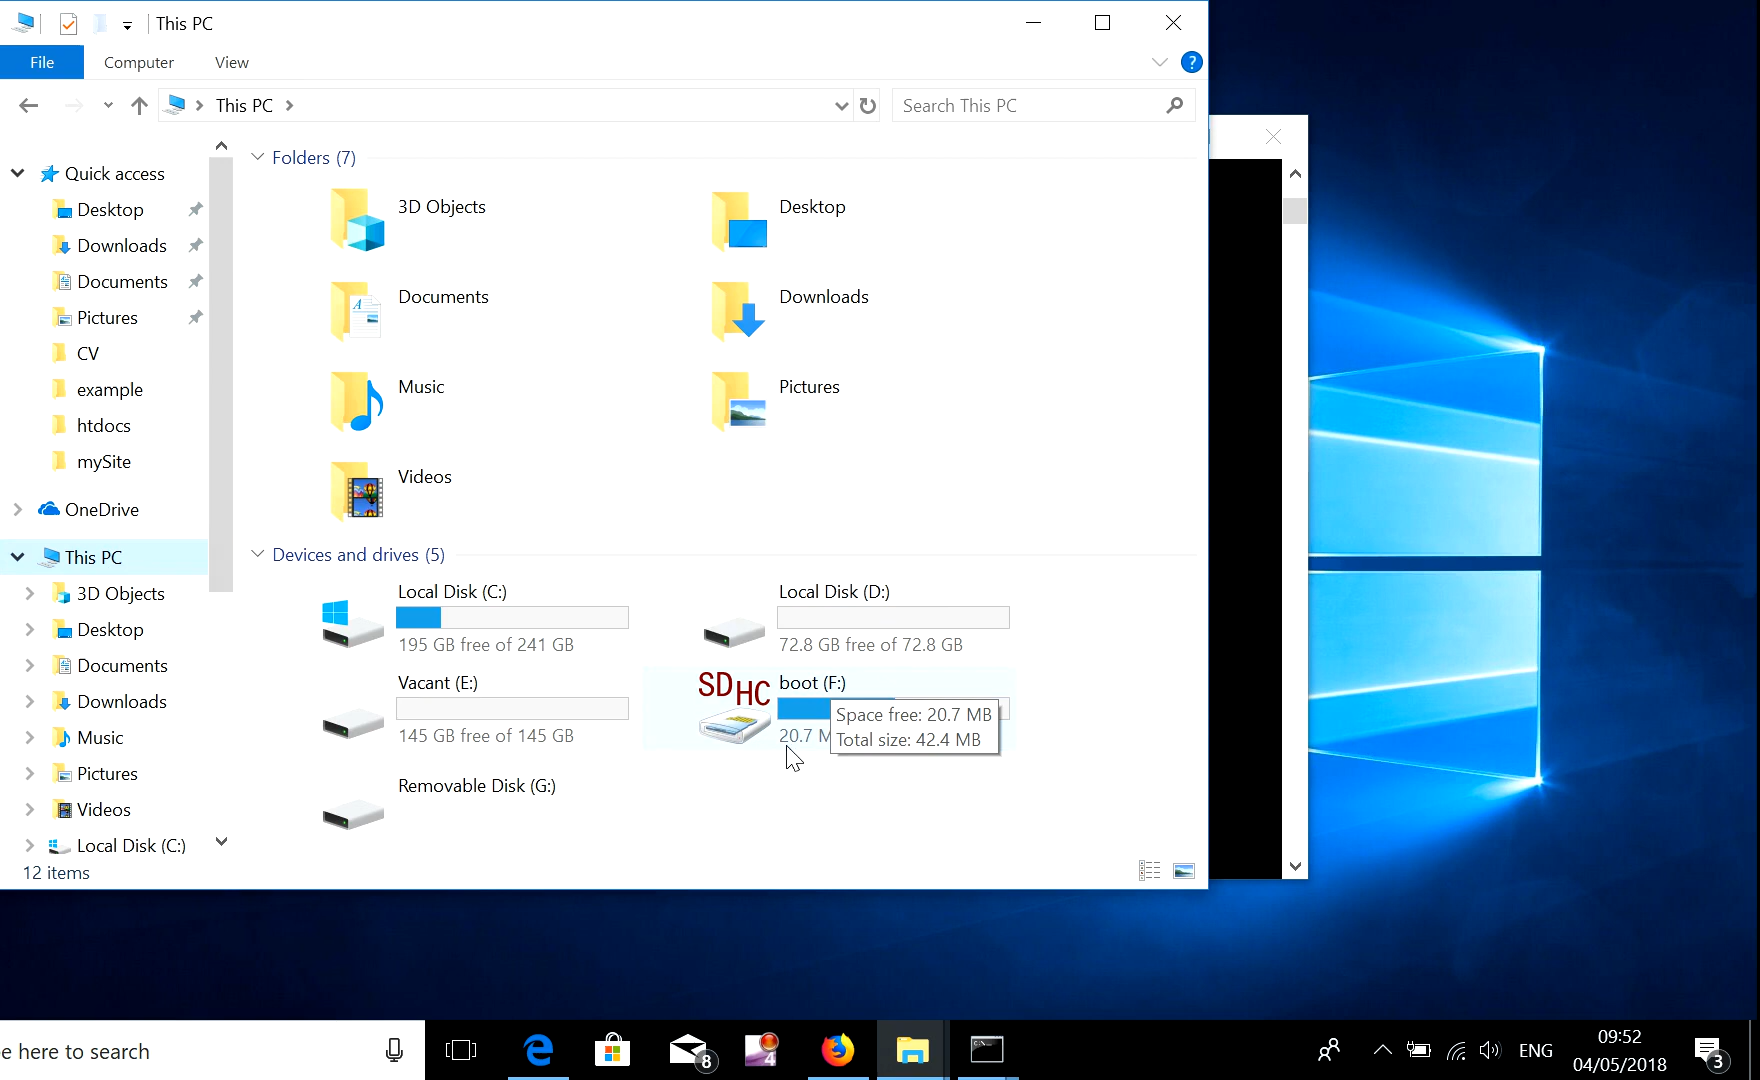 This PC
File
Computer
View
?
This PC
Search This PC
Quick access
Desktop
Downloads
Documents
Pictures
CV
example
htdocs
mySite
OneDrive
This PC
3D Objects
Desktop
Documents
Downloads
Music
Pictures
Videos
Local Disk (C:)
12 items
Folders (7)
3D Objects
Desktop
Documents
Downloads
Music
Pictures
Videos
Devices and drives (5)
Local Disk (C:)
195 GB free of 241 GB
Local Disk (D:)
72.8 GB free of 72.8 GB
Vacant (E:)
145 GB free of 145 GB
SDHC
boot (F:)
20.7 M
Space free: 20.7 MB
Total size: 42.4 MB
Removable Disk (G:)
e here to search
8
4
ENG
09:52
04/05/2018
3